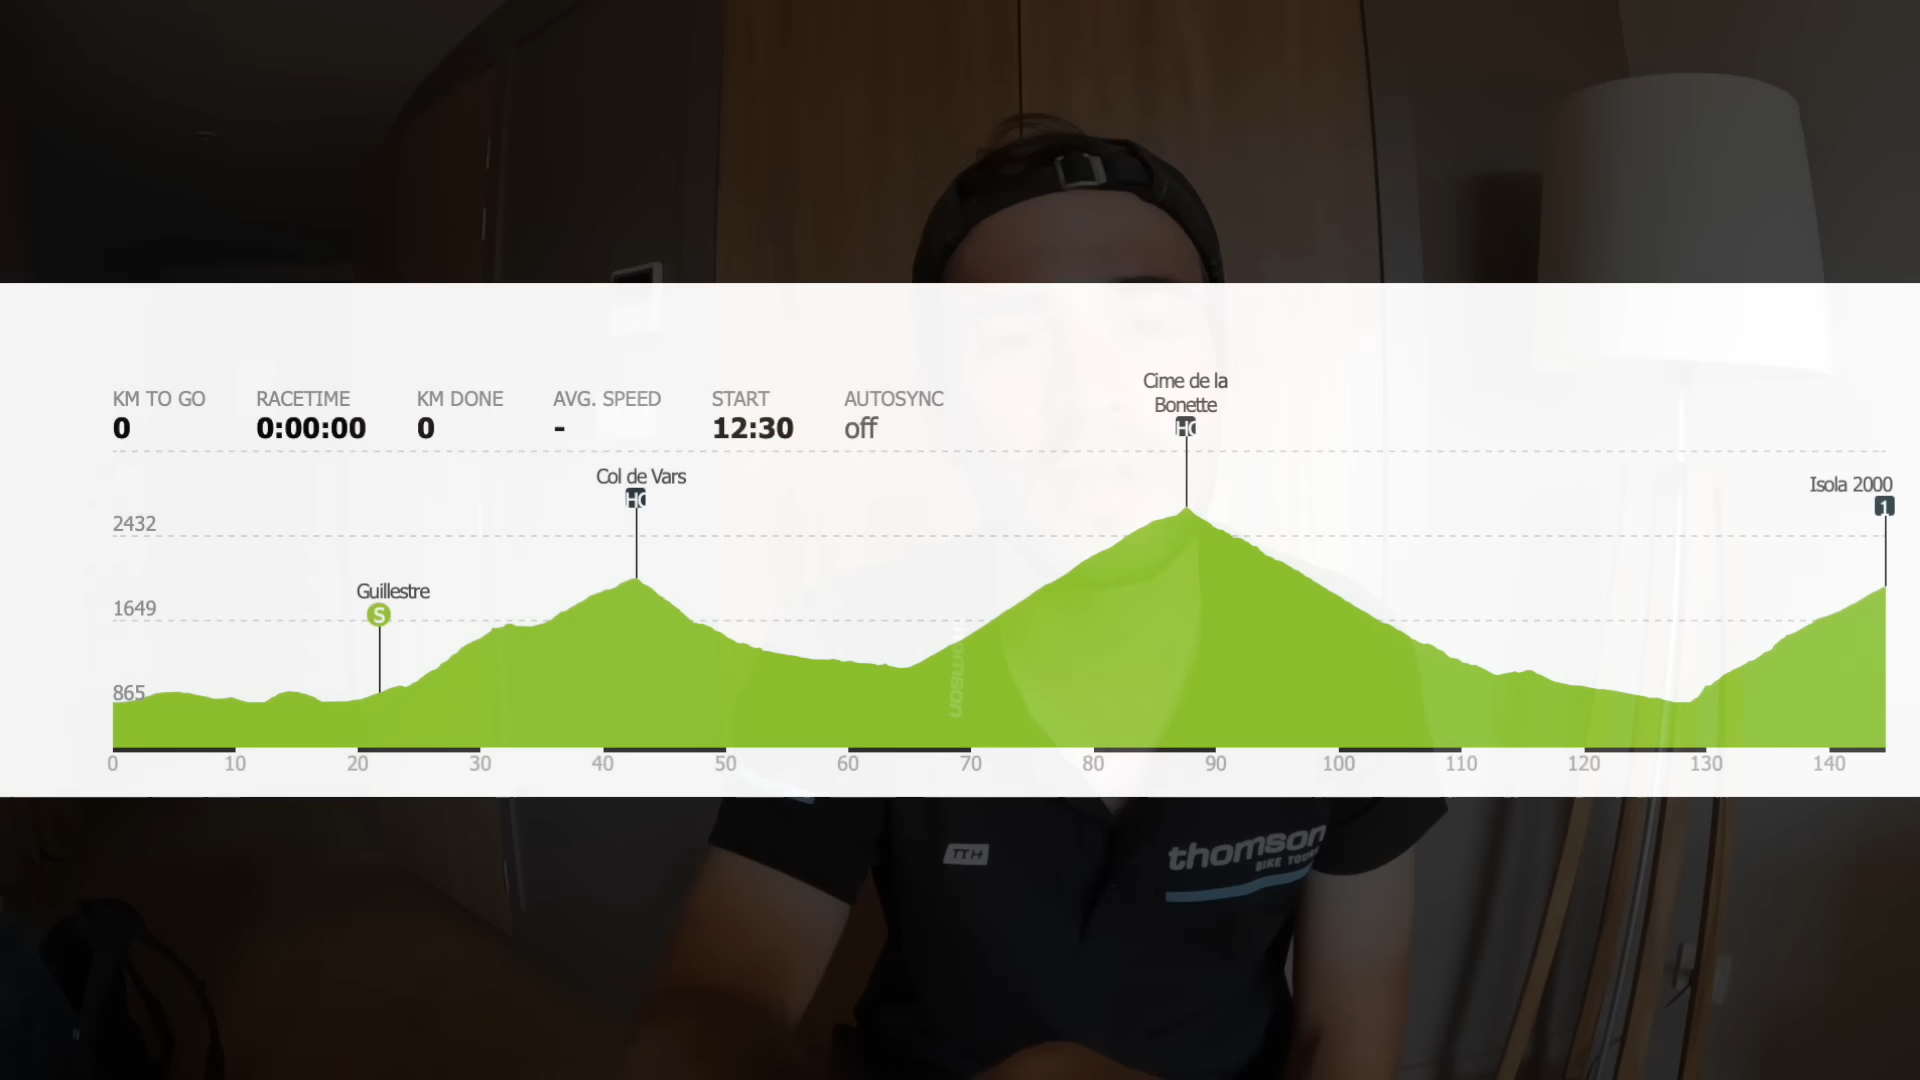 KM TO GO RACETIME KM DONE AVG. SPEED START AUTOSYNC
0 0:00:00 0 - 12:30 off
Cime de la
Bonette
HC
Col de Vars
HC
Isola 2000
1
2432
Guillestre
S
1649
865
0 10 20 30 40 50 60 70 80 90 100 110 120 130 140
thomson
BIKE TOURS